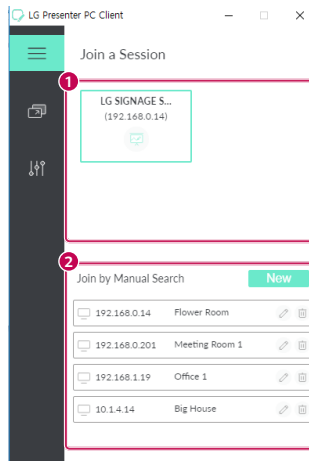 LG Presenter PC Client
Join a Session
1
LG SIGNAGE S...
(192.168.0.14)
2
Join by Manual Search
New
192.168.0.14 Flower Room
192.168.0.201 Meeting Room 1
192.168.1.19 Office 1
10.1.4.14 Big House